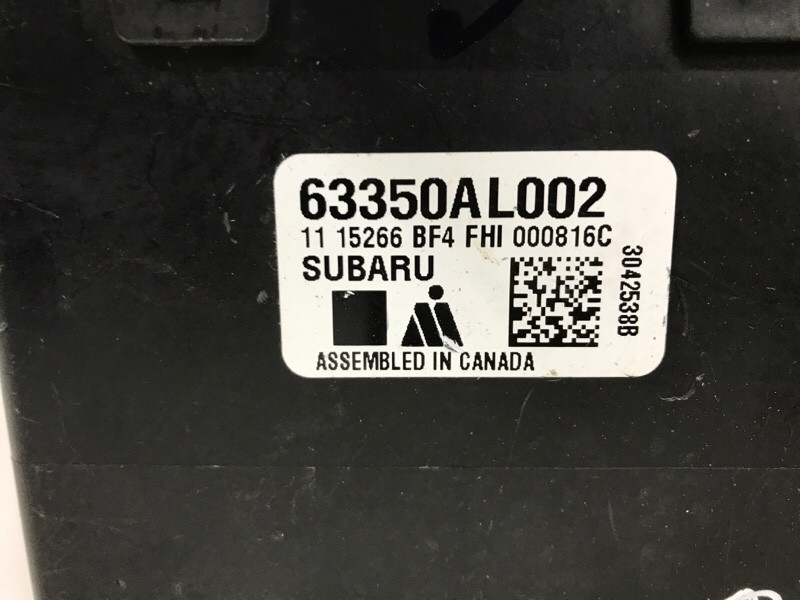 63350AL002
11 15266 BF4 FHI 000816C
SUBARU
3042538B
ASSEMBLED IN CANADA